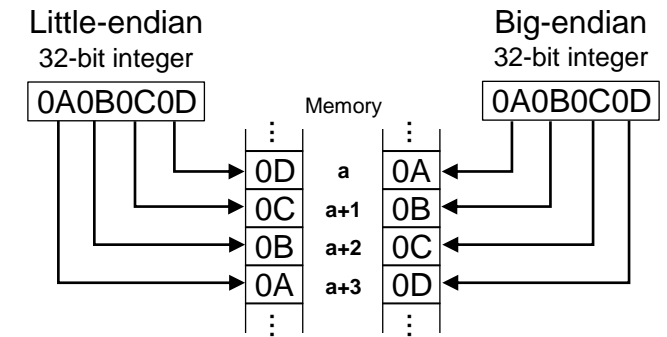 Little-endian
32-bit integer
0A0B0C0D
Big-endian
32-bit integer
0A0B0C0D
Memory
... ...
0D a 0A
0C a+1 0B
0B a+2 0C
0A a+3 0D
... ...